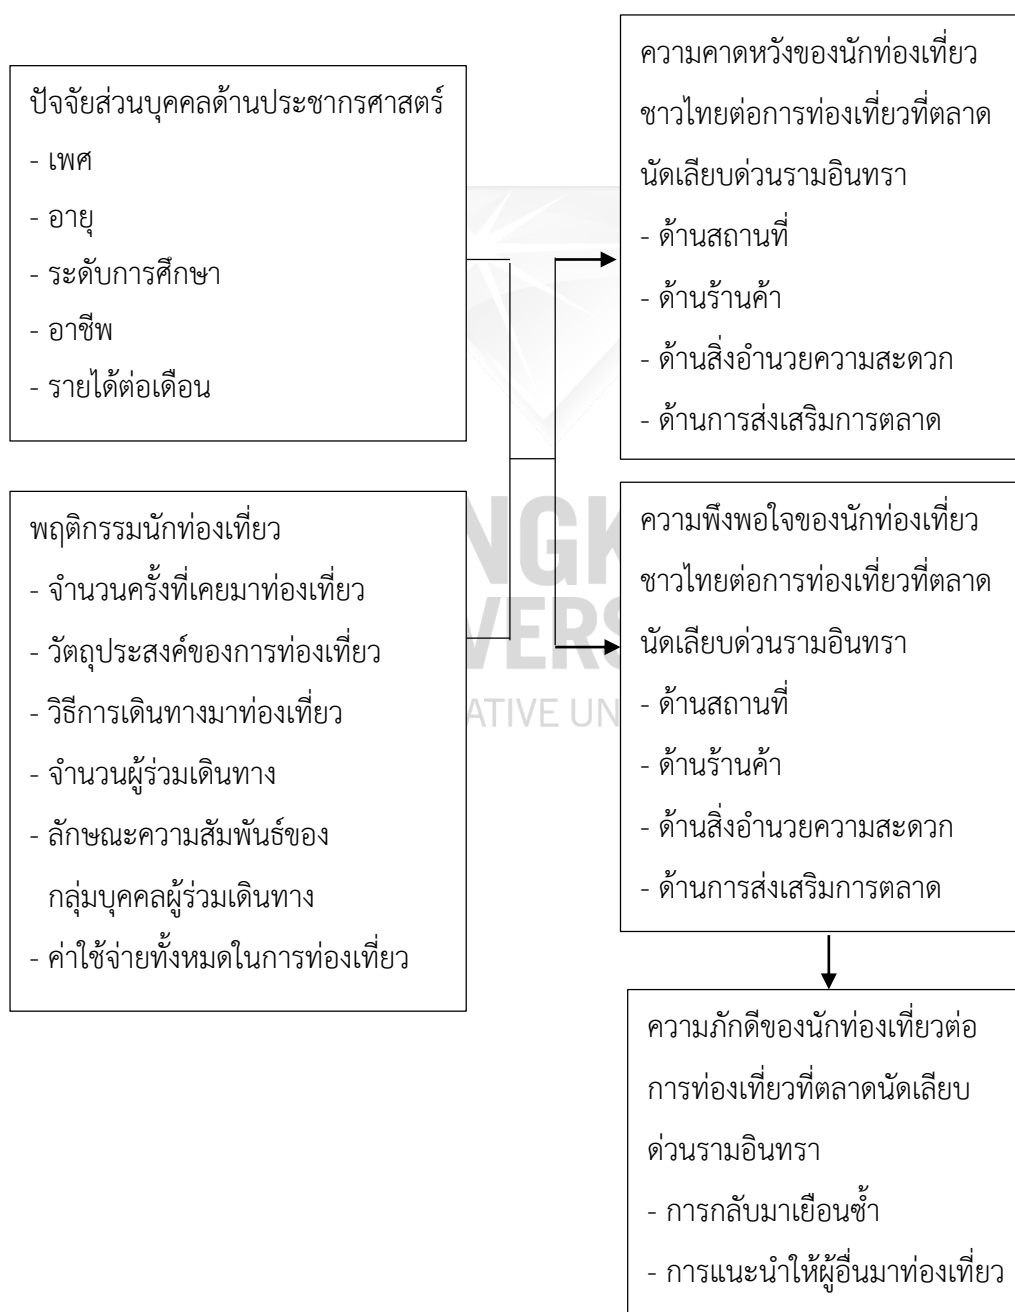 ปัจจัยส่วนบุคคลด้านประชากรศาสตร์
- เพศ
- อายุ
- ระดับการศึกษา
- อาชีพ
- รายได้ต่อเดือน
พฤติกรรมนักท่องเที่ยว
- จำนวนครั้งที่เคยมาท่องเที่ยว
- วัตถุประสงค์ของการท่องเที่ยว
- วิธีการเดินทางมาท่องเที่ยว
- จำนวนผู้ร่วมเดินทาง
- ลักษณะความสัมพันธ์ของ
กลุ่มบุคคลผู้ร่วมเดินทาง
- ค่าใช้จ่ายทั้งหมดในการท่องเที่ยว
ความคาดหวังของนักท่องเที่ยว
ชาวไทยต่อการท่องเที่ยวที่ตลาด
นัดเลียบด่วนรามอินทรา
- ด้านสถานที่
- ด้านร้านค้า
- ด้านสิ่งอำนวยความสะดวก
- ด้านการส่งเสริมการตลาด
ความพึงพอใจของนักท่องเที่ยว
ชาวไทยต่อการท่องเที่ยวที่ตลาด
นัดเลียบด่วนรามอินทรา
- ด้านสถานที่
- ด้านร้านค้า
- ด้านสิ่งอำนวยความสะดวก
- ด้านการส่งเสริมการตลาด
ความภักดีของนักท่องเที่ยวต่อ
การท่องเที่ยวที่ตลาดนัดเลียบ
ด่วนรามอินทรา
- การกลับมาเยือนซ้ำ
- การแนะนำให้ผู้อื่นมาท่องเที่ยว
NGK
VERS
ATIVE UN